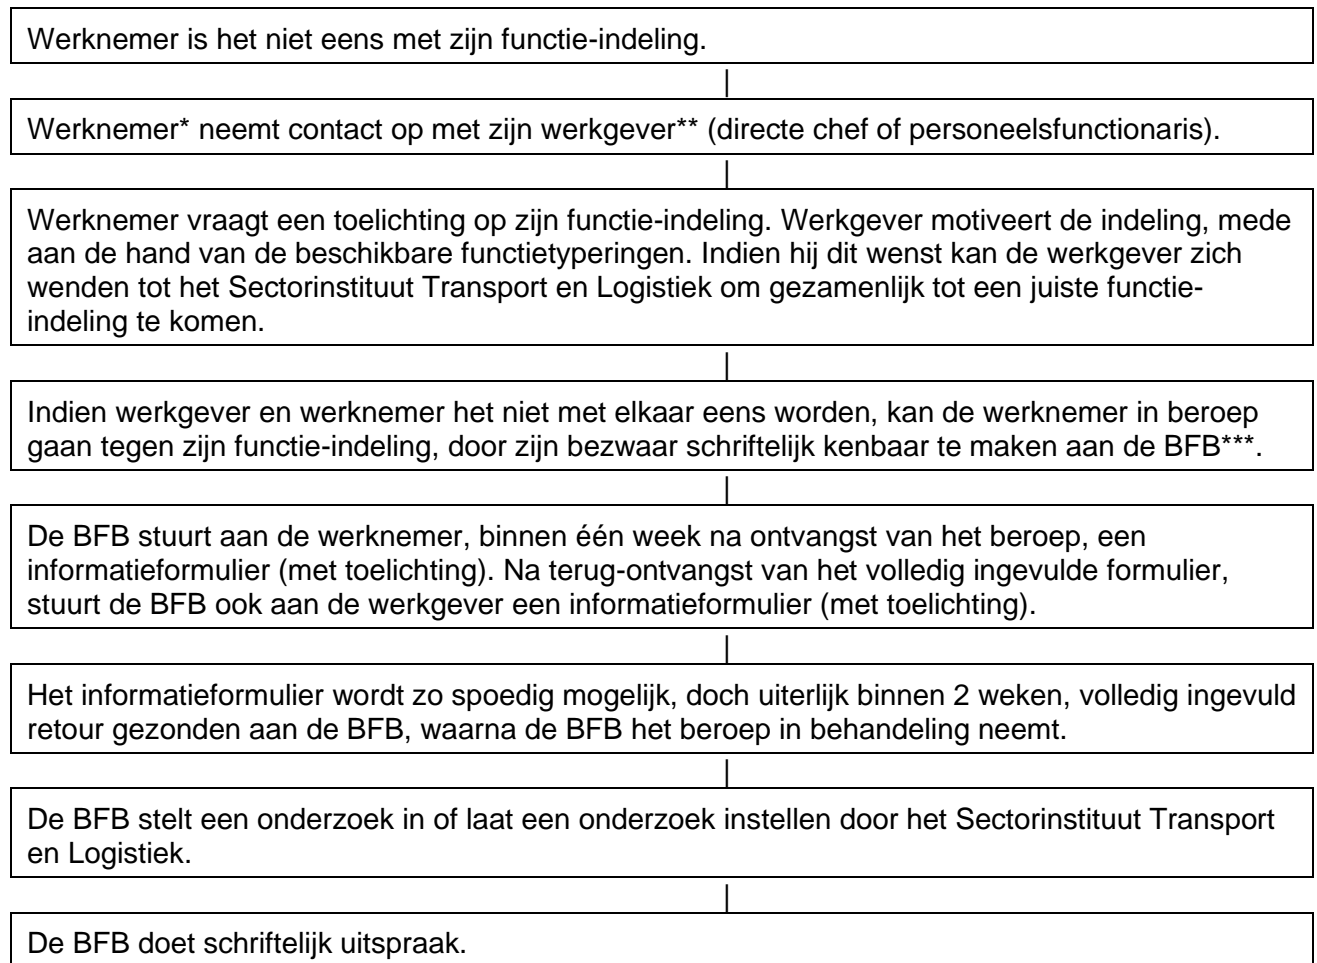 Werknemer is het niet eens met zijn functie-indeling.
Werknemer* neemt contact op met zijn werkgever** (directe chef of personeelsfunctionaris).
Werknemer vraagt een toelichting op zijn functie-indeling. Werkgever motiveert de indeling, mede
aan de hand van de beschikbare functietyperingen. Indien hij dit wenst kan de werkgever zich
wenden tot het Sectorinstituut Transport en Logistiek om gezamenlijk tot een juiste functie-
indeling te komen.
Indien werkgever en werknemer het niet met elkaar eens worden, kan de werknemer in beroep
gaan tegen zijn functie-indeling, door zijn bezwaar schriftelijk kenbaar te maken aan de BFB***.
De BFB stuurt aan de werknemer, binnen één week na ontvangst van het beroep, een
informatieformulier (met toelichting). Na terug-ontvangst van het volledig ingevulde formulier,
stuurt de BFB ook aan de werkgever een informatieformulier (met toelichting).
Het informatieformulier wordt zo spoedig mogelijk, doch uiterlijk binnen 2 weken, volledig ingevuld
retour gezonden aan de BFB, waarna de BFB het beroep in behandeling neemt.
De BFB stelt een onderzoek in of laat een onderzoek instellen door het Sectorinstituut Transport
en Logistiek.
De BFB doet schriftelijk uitspraak.